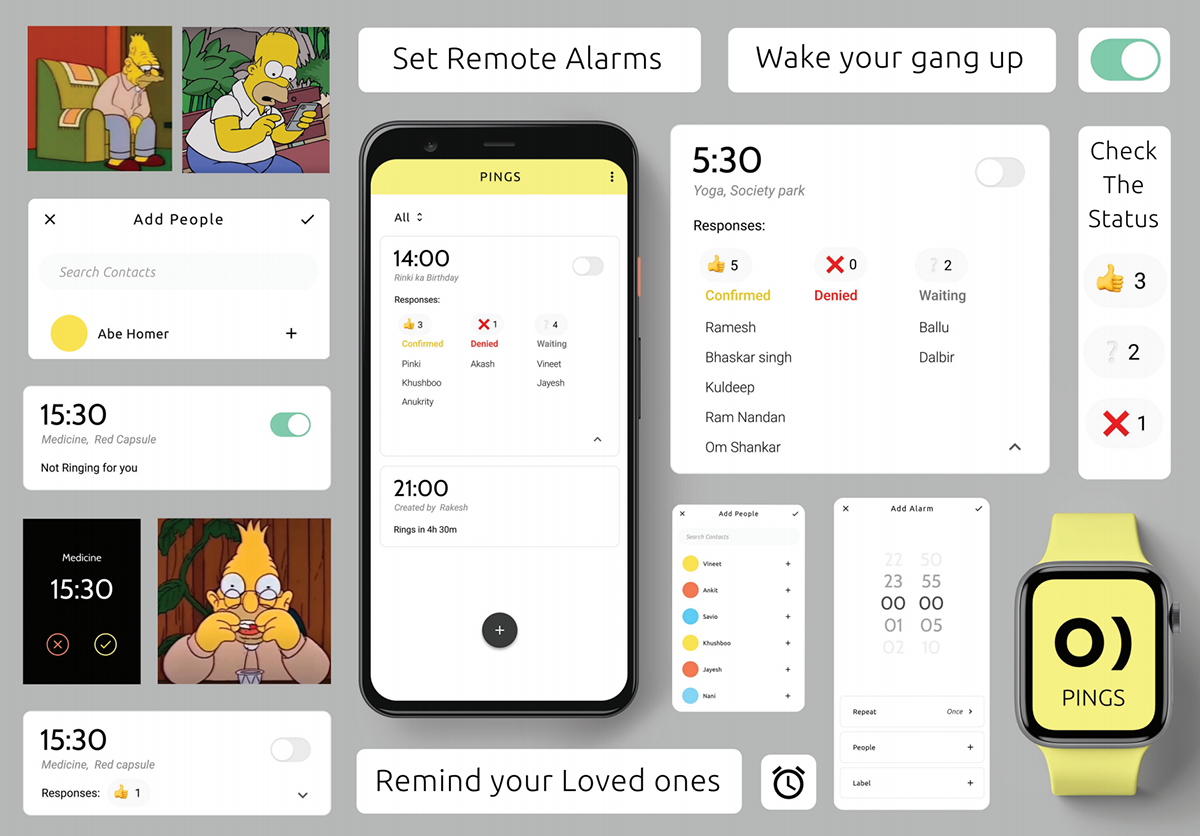 Set Remote Alarms
Wake your gang up
Add People
Search Contacts
Abe Homer
+
15:30
Medicine, Red Capsule
Not Ringing for you
Medicine
15:30
15:30
Medicine, Red capsule
Responses: 👍 1
PINGS
All
14:00
Rinki ka Birthday
Responses:
👍 3 ❌ 1 ❔ 4
Confirmed Denied Waiting
Pinki Akash Vineet
Khushboo Jayesh
Anukrity
21:00
Created by Rakesh
Rings in 4h 30m
+
5:30
Yoga, Society park
Responses:
👍 5 ❌ 0 ❔ 2
Confirmed Denied Waiting
Ramesh Ballu
Bhaskar singh Dalbir
Kuldeep
Ram Nandan
Om Shankar
Check
The
Status
👍 3
❔ 2
❌ 1
Add People
Search Contacts
Vineet +
Ankit +
Savio +
Khushboo +
Jayesh +
Nani +
Add Alarm
22 50
23 55
00 00
01 05
02 10
Repeat Once >
People +
Label +
O)
PINGS
Remind your Loved ones